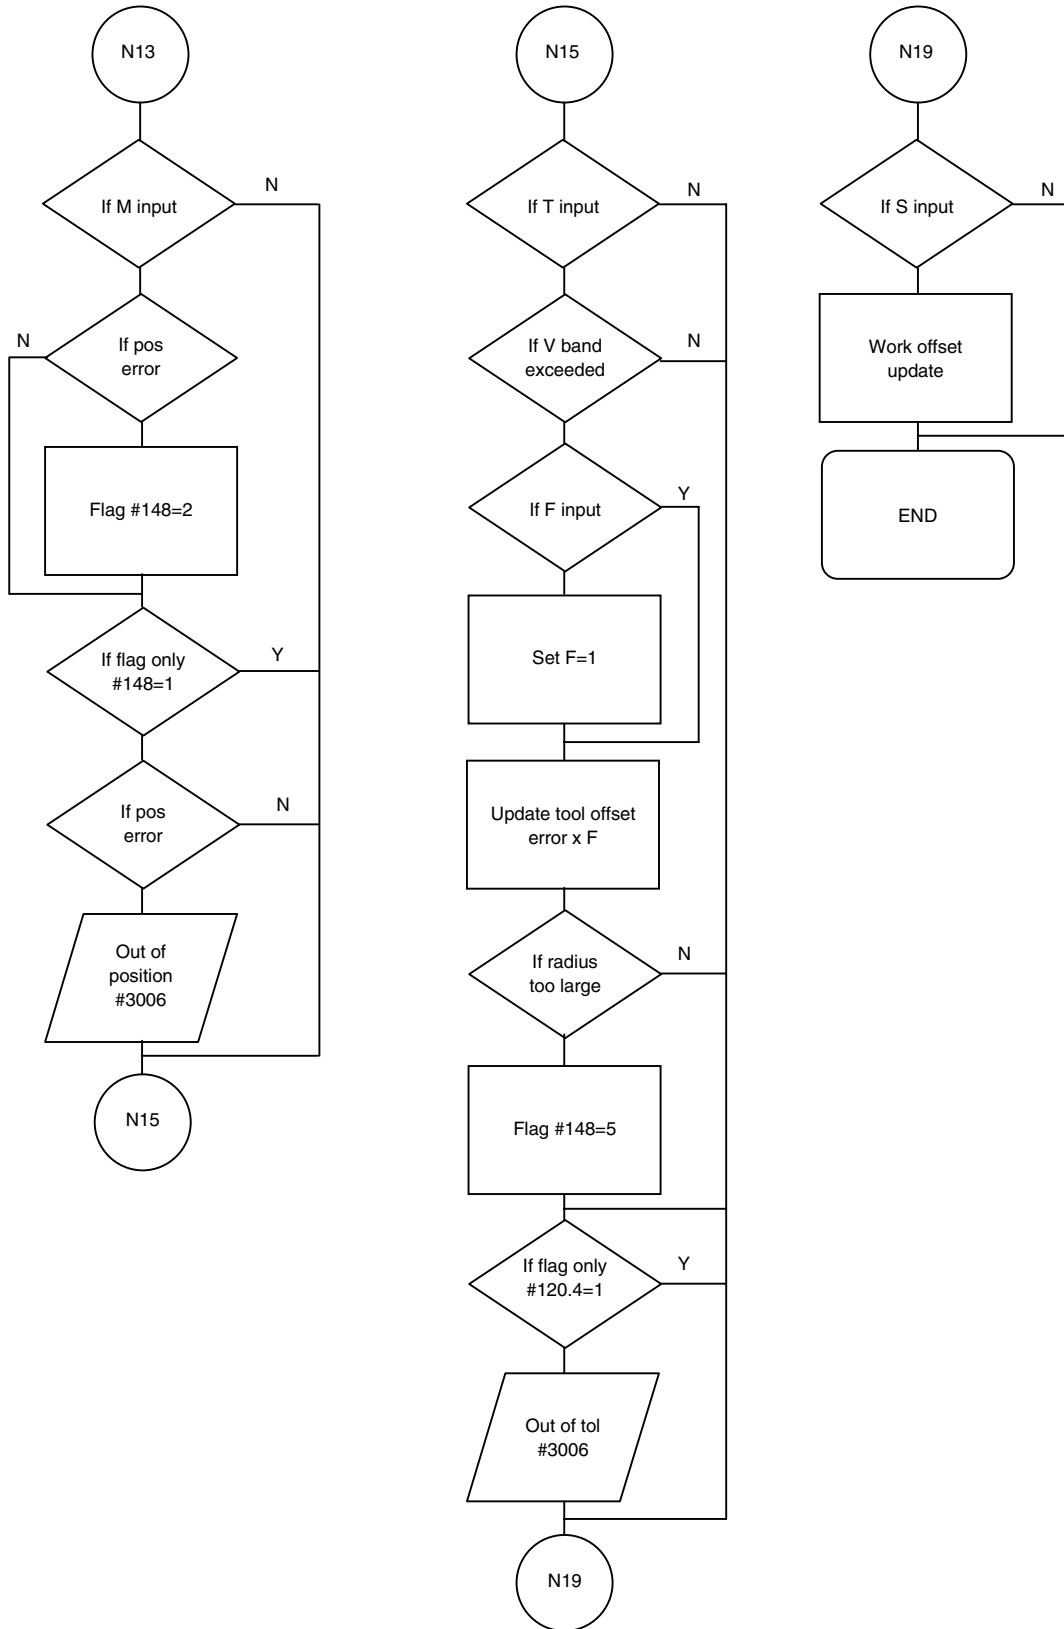 N13
If M input
N
If pos
error
N
Flag #148=2
If flag only
#148=1
Y
If pos
error
N
Out of
position
#3006
N15
N15
If T input
N
If V band
exceeded
N
If F input
Y
Set F=1
Update tool offset
error x F
If radius
too large
N
Flag #148=5
If flag only
#120.4=1
Y
Out of tol
#3006
N19
N19
If S input
N
Work offset
update
END